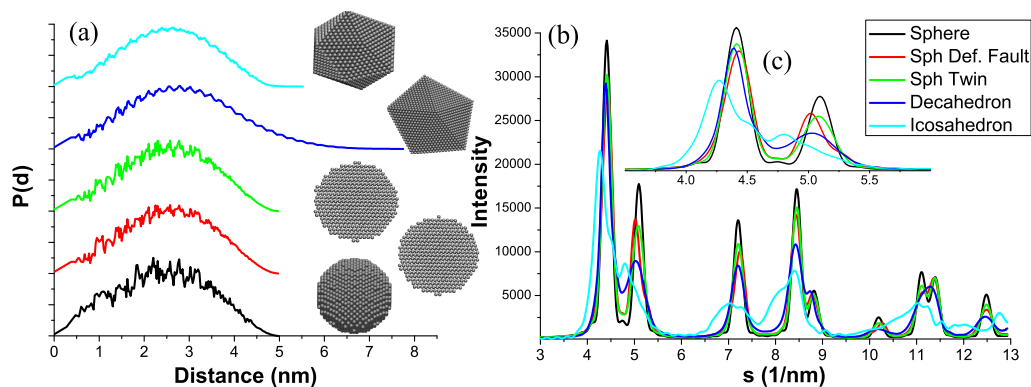 (a)
P(d)
0 1 2 3 4 5 6 7 8
Distance (nm)
(b)
(c)
Intensity
35000
30000
25000
20000
15000
10000
5000
3 4 5 6 7 8 9 10 11 12 13
s (1/nm)
4.0 4.5 5.0 5.5
Sphere
Sph Def. Fault
Sph Twin
Decahedron
Icosahedron